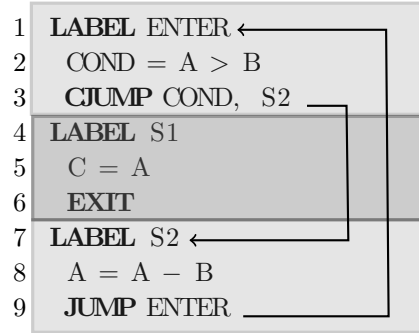 1 LABEL ENTER
2 COND = A > B
3 CJUMP COND, S2
4 LABEL S1
5 C = A
6 EXIT
7 LABEL S2
8 A = A − B
9 JUMP ENTER